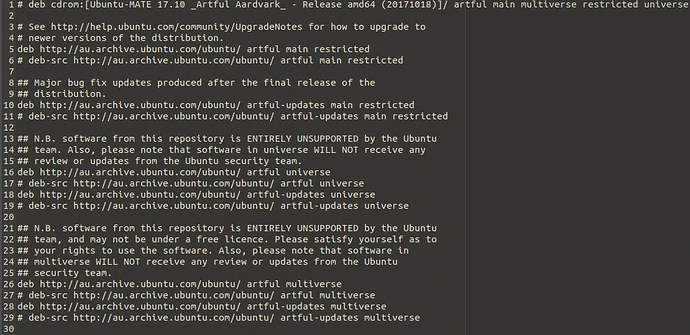 1 # deb cdrom:[Ubuntu-MATE 17.10 _Artful Aardvark_ - Release amd64 (20171018)]/ artful main multiverse restricted universe
2
3 # See http://help.ubuntu.com/community/UpgradeNotes for how to upgrade to
4 # newer versions of the distribution.
5 deb http://au.archive.ubuntu.com/ubuntu/ artful main restricted
6 # deb-src http://au.archive.ubuntu.com/ubuntu/ artful main restricted
7
8 ## Major bug fix updates produced after the final release of the
9 ## distribution.
10 deb http://au.archive.ubuntu.com/ubuntu/ artful-updates main restricted
11 # deb-src http://au.archive.ubuntu.com/ubuntu/ artful-updates main restricted
12
13 ## N.B. software from this repository is ENTIRELY UNSUPPORTED by the Ubuntu
14 ## team. Also, please note that software in universe WILL NOT receive any
15 ## review or updates from the Ubuntu security team.
16 deb http://au.archive.ubuntu.com/ubuntu/ artful universe
17 # deb-src http://au.archive.ubuntu.com/ubuntu/ artful universe
18 deb http://au.archive.ubuntu.com/ubuntu/ artful-updates universe
19 # deb-src http://au.archive.ubuntu.com/ubuntu/ artful-updates universe
20
21 ## N.B. software from this repository is ENTIRELY UNSUPPORTED by the Ubuntu
22 ## team, and may not be under a free licence. Please satisfy yourself as to
23 ## your rights to use the software. Also, please note that software in
24 ## multiverse WILL NOT receive any review or updates from the Ubuntu
25 ## security team.
26 deb http://au.archive.ubuntu.com/ubuntu/ artful multiverse
27 # deb-src http://au.archive.ubuntu.com/ubuntu/ artful multiverse
28 deb http://au.archive.ubuntu.com/ubuntu/ artful-updates multiverse
29 # deb-src http://au.archive.ubuntu.com/ubuntu/ artful-updates multiverse
30